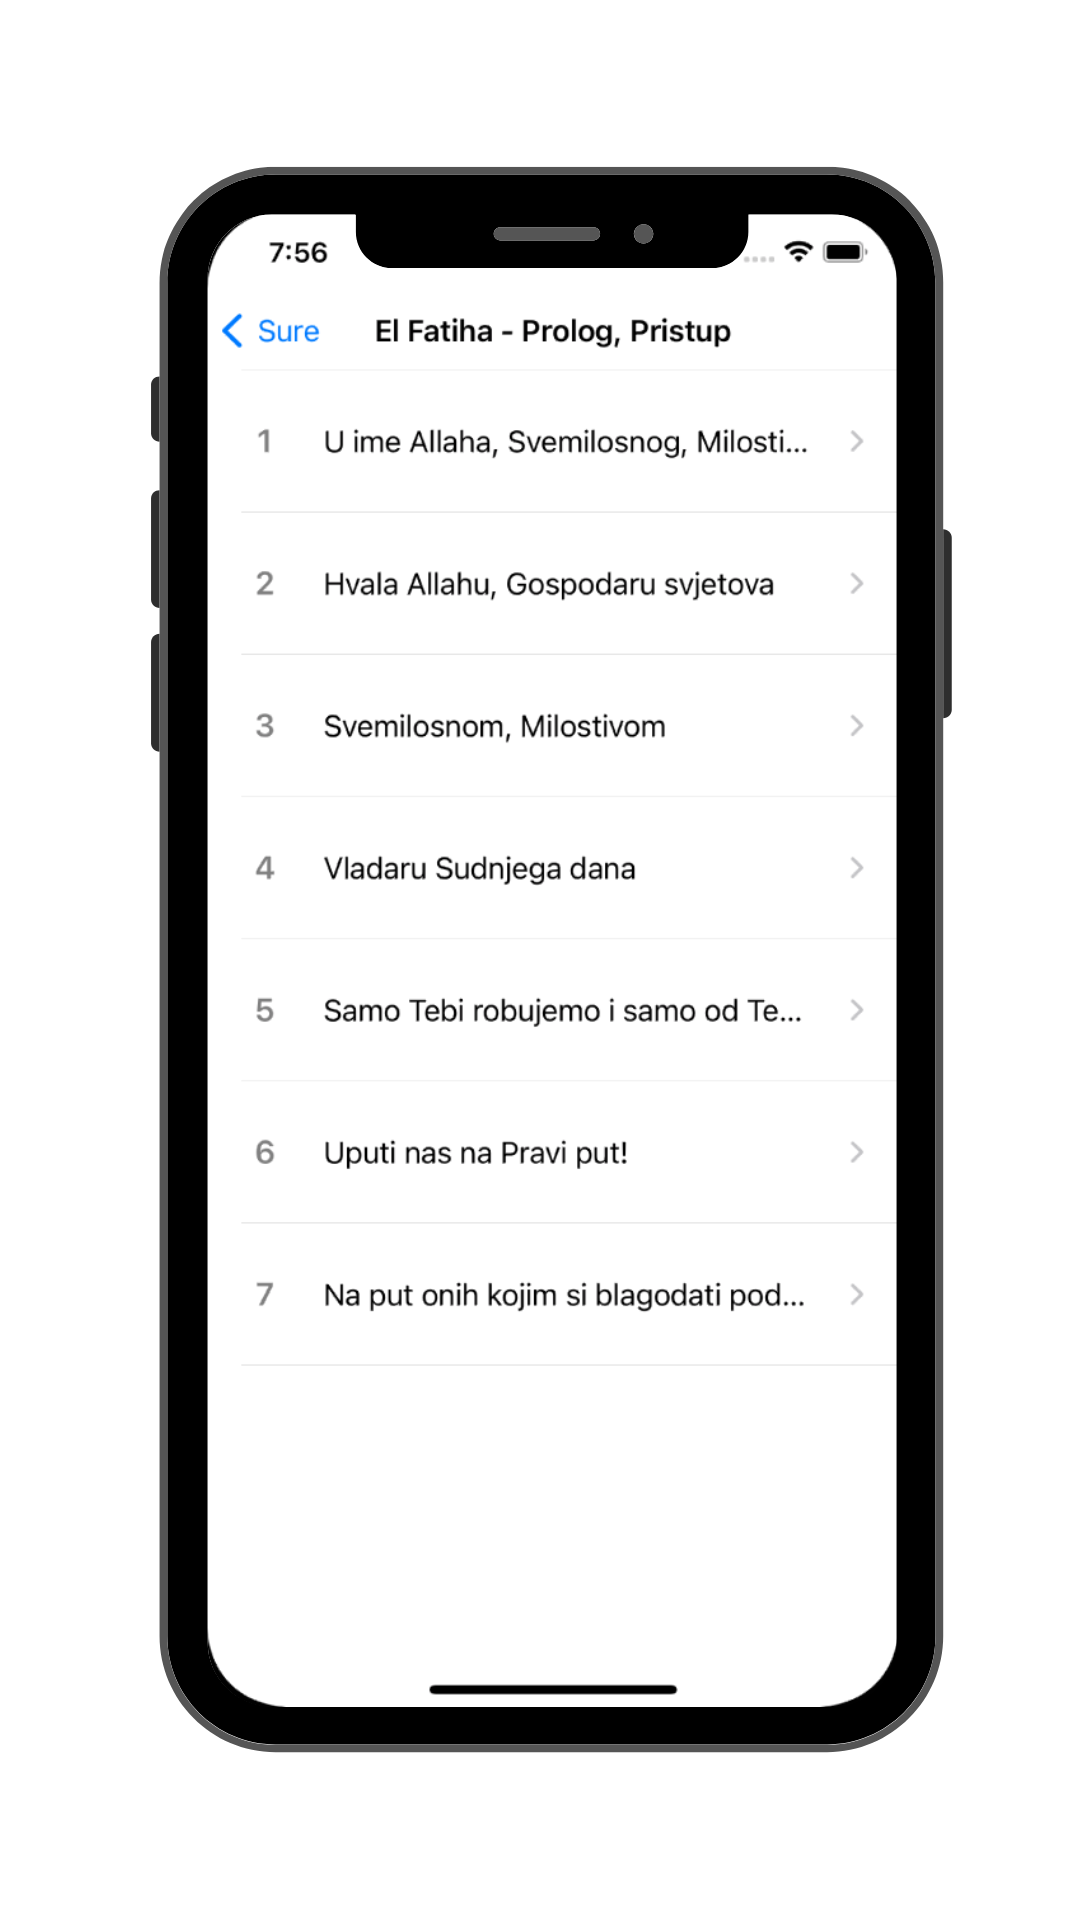 7:56
Sure El Fatiha - Prolog, Pristup
1 U ime Allaha, Svemilosnog, Milosti...
2 Hvala Allahu, Gospodaru svjetova
3 Svemilosnom, Milostivom
4 Vladaru Sudnjega dana
5 Samo Tebi robujemo i samo od Te...
6 Uputi nas na Pravi put!
7 Na put onih kojim si blagodati pod...